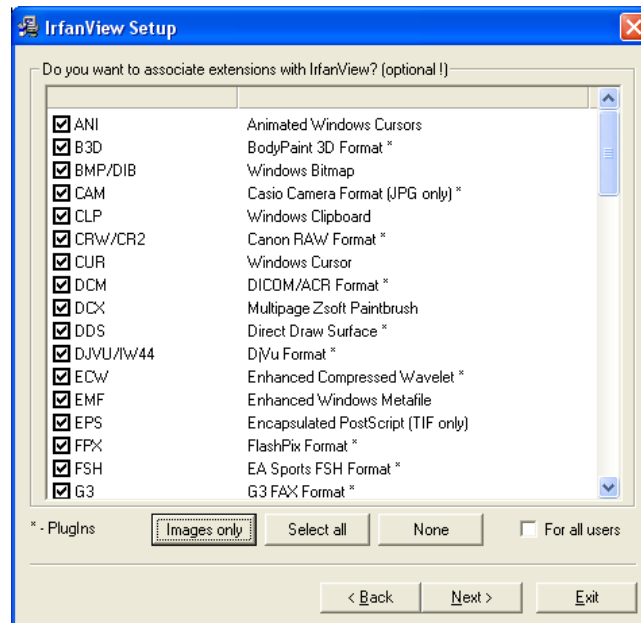 IrfanView Setup
Do you want to associate extensions with IrfanView? (optional !)
ANI Animated Windows Cursors
B3D BodyPaint 3D Format *
BMP/DIB Windows Bitmap
CAM Casio Camera Format (JPG only) *
CLP Windows Clipboard
CRW/CR2 Canon RAW Format *
CUR Windows Cursor
DCM DICOM/ACR Format *
DCX Multipage Zsoft Paintbrush
DDS Direct Draw Surface *
DJVU/IW44 DjVu Format *
ECW Enhanced Compressed Wavelet *
EMF Enhanced Windows Metafile
EPS Encapsulated PostScript (TIF only)
FPX FlashPix Format *
FSH EA Sports FSH Format *
G3 G3 FAX Format *
* - PlugIns Images only Select all None For all users
< Back Next > Exit